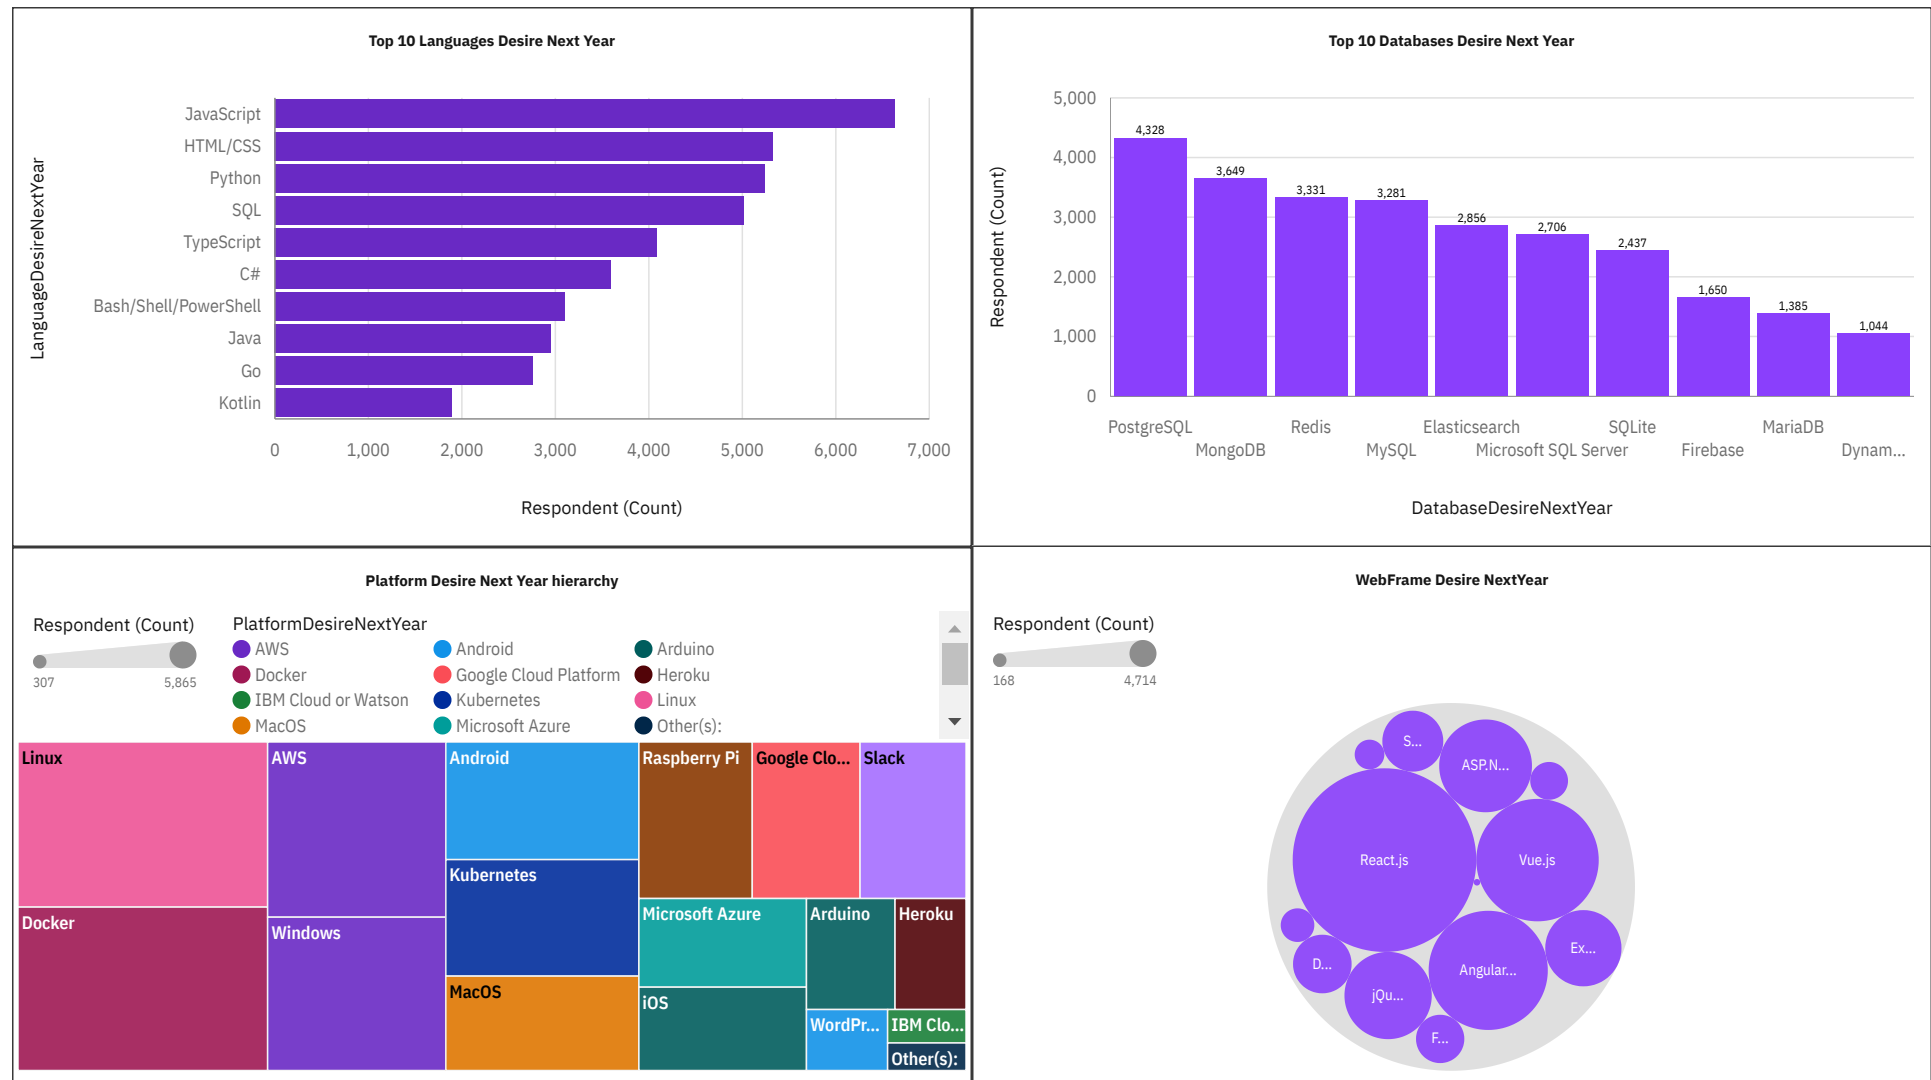 Top 10 Languages Desire Next Year
LanguageDesireNextYear
JavaScript
HTML/CSS
Python
SQL
TypeScript
C#
Bash/Shell/PowerShell
Java
Go
Kotlin
0 1,000 2,000 3,000 4,000 5,000 6,000 7,000
Respondent (Count)
Top 10 Databases Desire Next Year
Respondent (Count)
5,000
4,000
3,000
2,000
1,000
0
4,328
3,649
3,331
3,281
2,856
2,706
2,437
1,650
1,385
1,044
PostgreSQL Redis Elasticsearch SQLite MariaDB
MongoDB MySQL Microsoft SQL Server Firebase Dynam...
DatabaseDesireNextYear
Platform Desire Next Year hierarchy
Respondent (Count)
307 5,865
PlatformDesireNextYear
AWS Android Arduino
Docker Google Cloud Platform Heroku
IBM Cloud or Watson Kubernetes Linux
MacOS Microsoft Azure Other(s):
Linux
Docker
AWS
Windows
Android
Kubernetes
MacOS
Raspberry Pi
Google Clo...
Slack
Microsoft Azure
iOS
Arduino
Heroku
WordPr...
IBM Clo...
Other(s):
WebFrame Desire NextYear
Respondent (Count)
168 4,714
S...
ASP.N...
React.js
Vue.js
Ex...
Angular...
D...
jQu...
F...